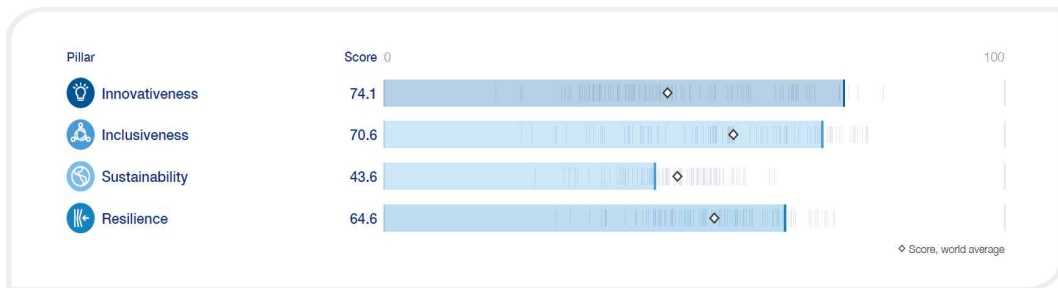 Pillar Score 0 100
Innovativeness 74.1
Inclusiveness 70.6
Sustainability 43.6
Resilience 64.6
Score, world average